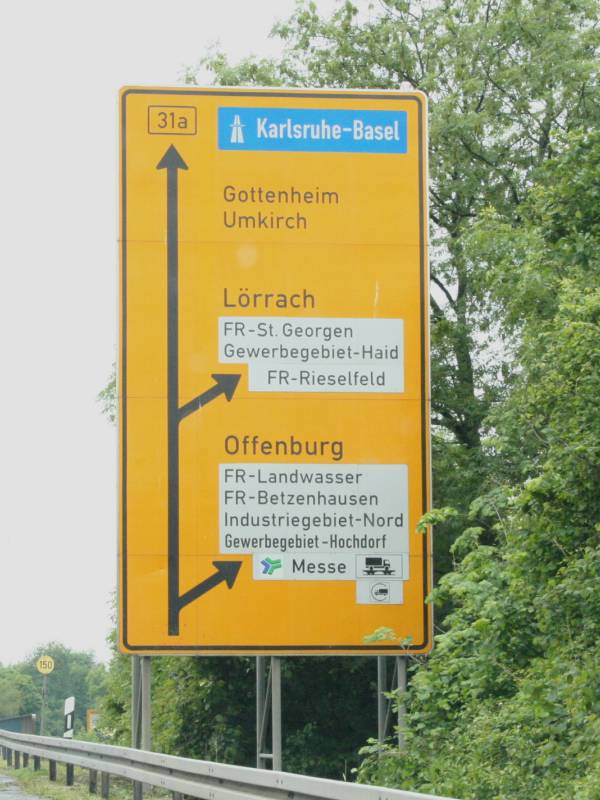 31a
Karlsruhe-Basel
Gottenheim
Umkirch
Lörrach
FR-St. Georgen
Gewerbegebiet-Haid
FR-Rieselfeld
Offenburg
FR-Landwasser
FR-Betzenhausen
Industriegebiet-Nord
Gewerbegebiet-Hochdorf
Messe
150